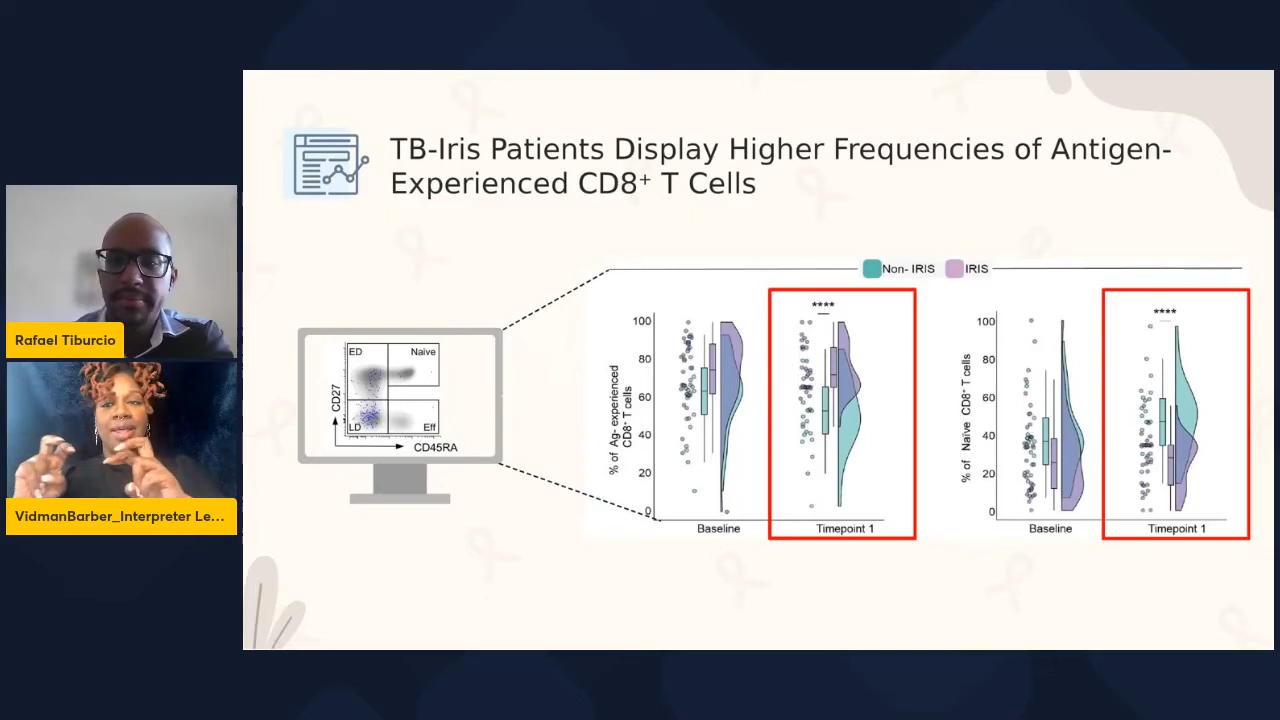 TB-Iris Patients Display Higher Frequencies of Antigen-
Experienced CD8⁺ T Cells
Rafael Tiburcio
VidmanBarber_Interpreter Le...
ED
Naive
LD
Eff
CD27
CD45RA
Non- IRIS
IRIS
% of Ag- experienced
CD8⁺ T cells
100
80
60
40
20
0
****
Baseline
Timepoint 1
% of Naive CD8⁺ T cells
100
80
60
40
20
0
****
Baseline
Timepoint 1